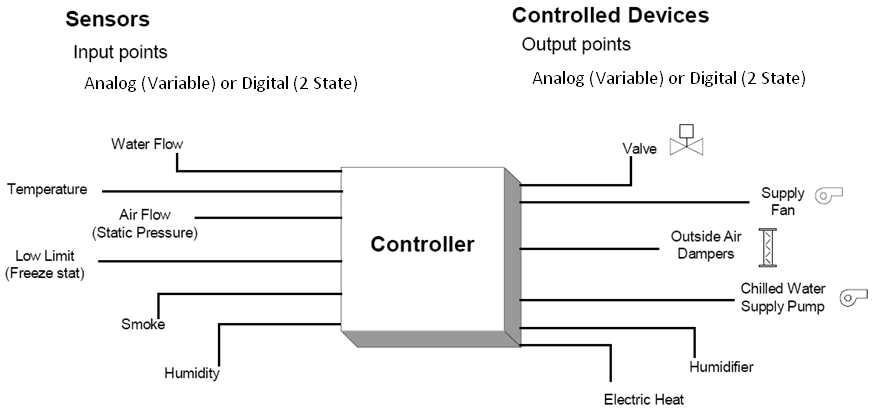 Sensors
Input points
Analog (Variable) or Digital (2 State)
Controlled Devices
Output points
Analog (Variable) or Digital (2 State)
Water Flow
Temperature
Air Flow
(Static Pressure)
Low Limit
(Freeze stat)
Smoke
Humidity
Controller
Valve
Supply
Fan
Outside Air
Dampers
Chilled Water
Supply Pump
Humidifier
Electric Heat